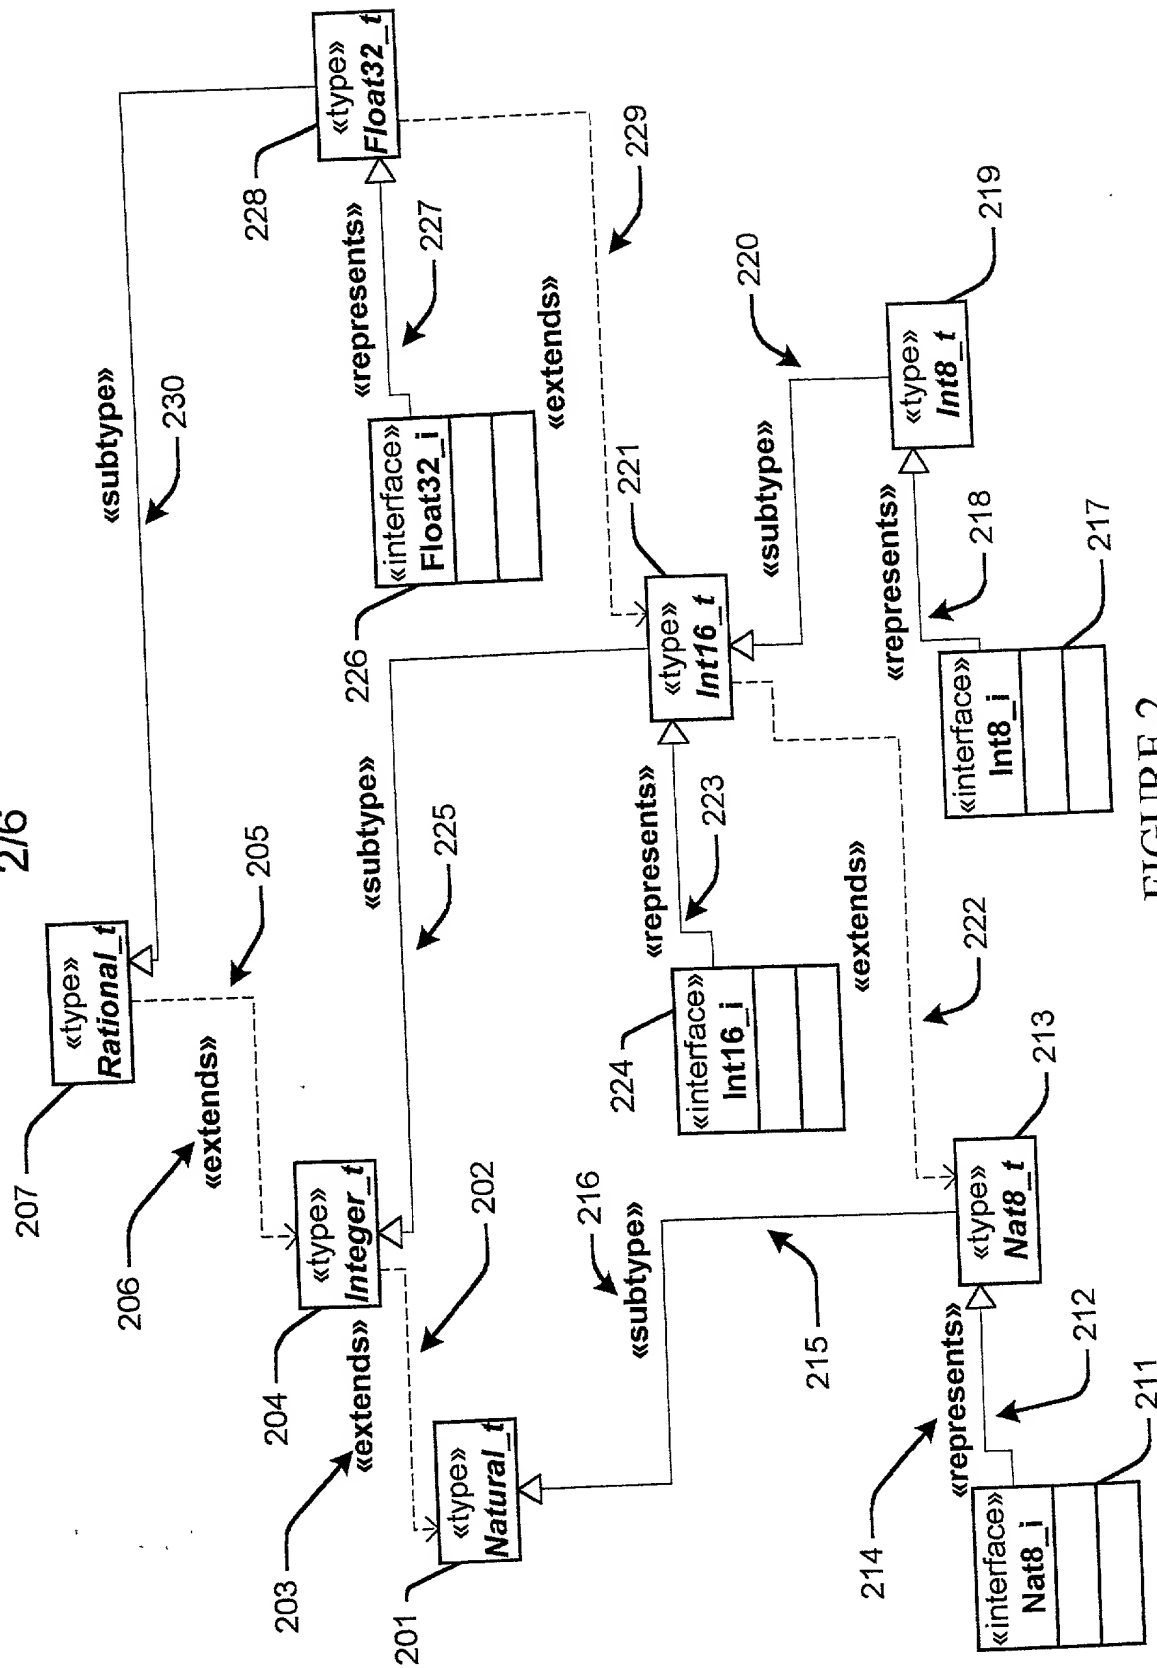 2/6
«type»
Rational_t
207
«extends»
206
205
«subtype»
230
«type»
Float32_t
228
«represents»
227
«interface»
Float32_i
226
«extends»
229
«type»
Integer_t
204
«subtype»
225
«extends»
203
202
«type»
Natural_t
201
«type»
Int16_t
221
«represents»
223
«interface»
Int16_i
224
«subtype»
220
«type»
Int8_t
219
«represents»
218
«interface»
Int8_i
217
«extends»
222
«subtype»
216
215
«type»
Nat8_t
213
«represents»
214
212
«interface»
Nat8_i
211
FIGURE 2